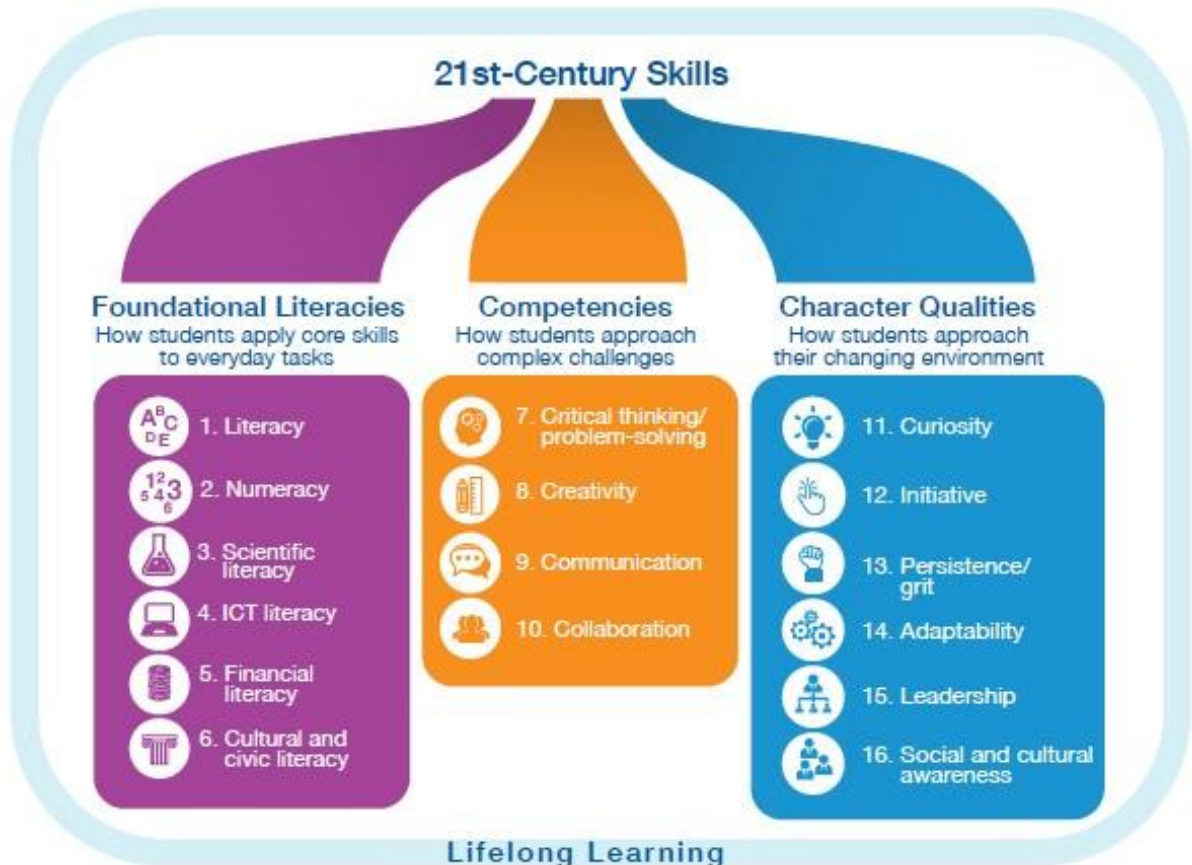 21st-Century Skills
Foundational Literacies
How students apply core skills
to everyday tasks
1. Literacy
2. Numeracy
3. Scientific
literacy
4. ICT literacy
5. Financial
literacy
6. Cultural and
civic literacy
Competencies
How students approach
complex challenges
7. Critical thinking/
problem-solving
8. Creativity
9. Communication
10. Collaboration
Character Qualities
How students approach
their changing environment
11. Curiosity
12. Initiative
13. Persistence/
grit
14. Adaptability
15. Leadership
16. Social and cultural
awareness
Lifelong Learning